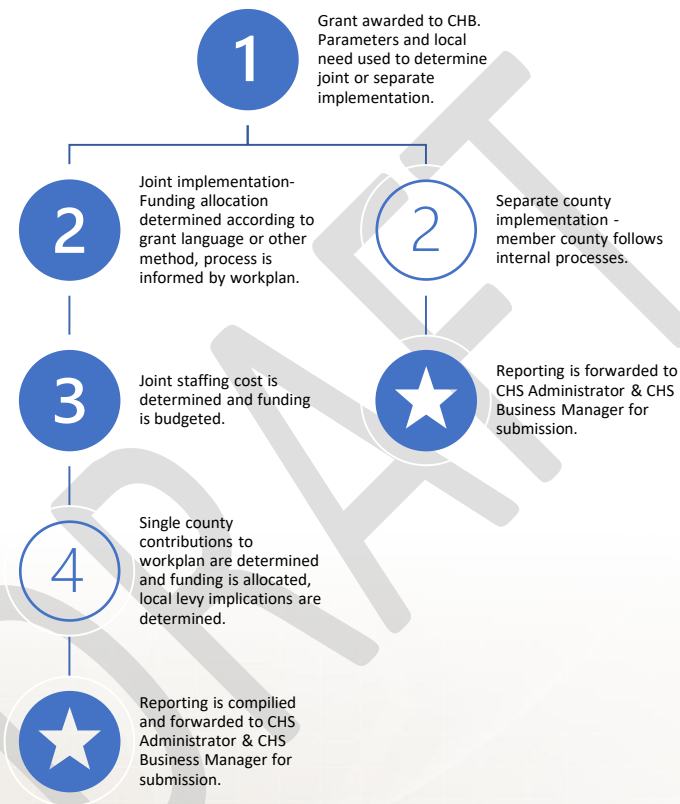 1
Grant awarded to CHB.
Parameters and local
need used to determine
joint or separate
implementation.
2
Joint implementation-
Funding allocation
determined according to
grant language or other
method, process is
informed by workplan.
2
Separate county
implementation -
member county follows
internal processes.
3
Joint staffing cost is
determined and funding
is budgeted.
Reporting is forwarded to
CHS Administrator & CHS
Business Manager for
submission.
4
Single county
contributions to
workplan are determined
and funding is allocated,
local levy implications are
determined.
Reporting is compilied
and forwarded to CHS
Administrator & CHS
Business Manager for
submission.
DRAFT